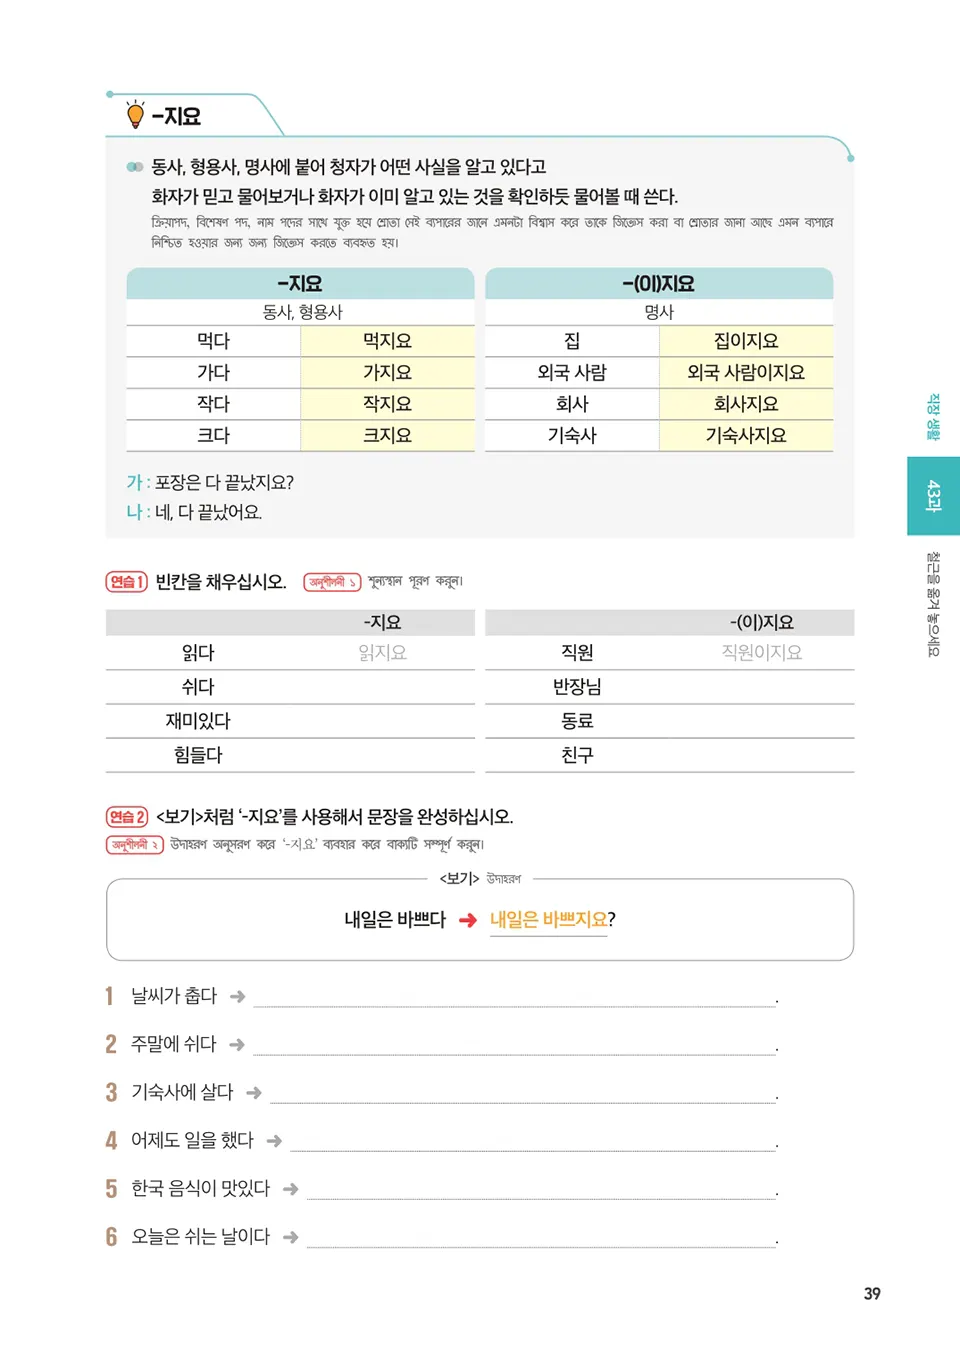 -지요
동사, 형용사, 명사에 붙어 청자가 어떤 사실을 알고 있다고
화자가 믿고 물어보거나 화자가 이미 알고 있는 것을 확인하듯 물어볼 때 쓴다.
ক্রিয়াপদ, বিশেষণ পদ, নাম পদের সাথে যুক্ত হয়ে শ্রোতা সেই ব্যাপারের জানে এমনটা বিশ্বাস করে তাকে জিজ্ঞেস করা বা শ্রোতার জানা আছে এমন ব্যপারে
নিশ্চিত হওয়ার জন্য জন্য জিজ্ঞেস করতে ব্যবহৃত হয়।
-지요 -(이)지요
동사, 형용사 명사
먹다 먹지요 집 집이지요
가다 가지요 외국 사람 외국 사람이지요
작다 작지요 회사 회사지요
크다 크지요 기숙사 기숙사지요
가 : 포장은 다 끝났지요?
나 : 네, 다 끝났어요.
연습 1 빈칸을 채우십시오. অনুশীলনী ১ শূন্যস্থান পূরণ করুন।
-지요 -(이)지요
읽다 읽지요 직원 직원이지요
쉬다 반장님
재미있다 동료
힘들다 친구
연습 2 <보기>처럼 ‘-지요’를 사용해서 문장을 완성하십시오.
অনুশীলনী ২ উদাহরণ অনুসরণ করে ‘-지요’ ব্যবহার করে বাক্যটি সম্পূর্ণ করুন।
<보기> উদাহরণ
내일은 바쁘다 ➜ 내일은 바쁘지요?
1 날씨가 춥다 ➜ .
2 주말에 쉬다 ➜ .
3 기숙사에 살다 ➜ .
4 어제도 일을 했다 ➜ .
5 한국 음식이 맛있다 ➜ .
6 오늘은 쉬는 날이다 ➜ .
직장 생활
43과
철근을 옮겨 놓으세요
39